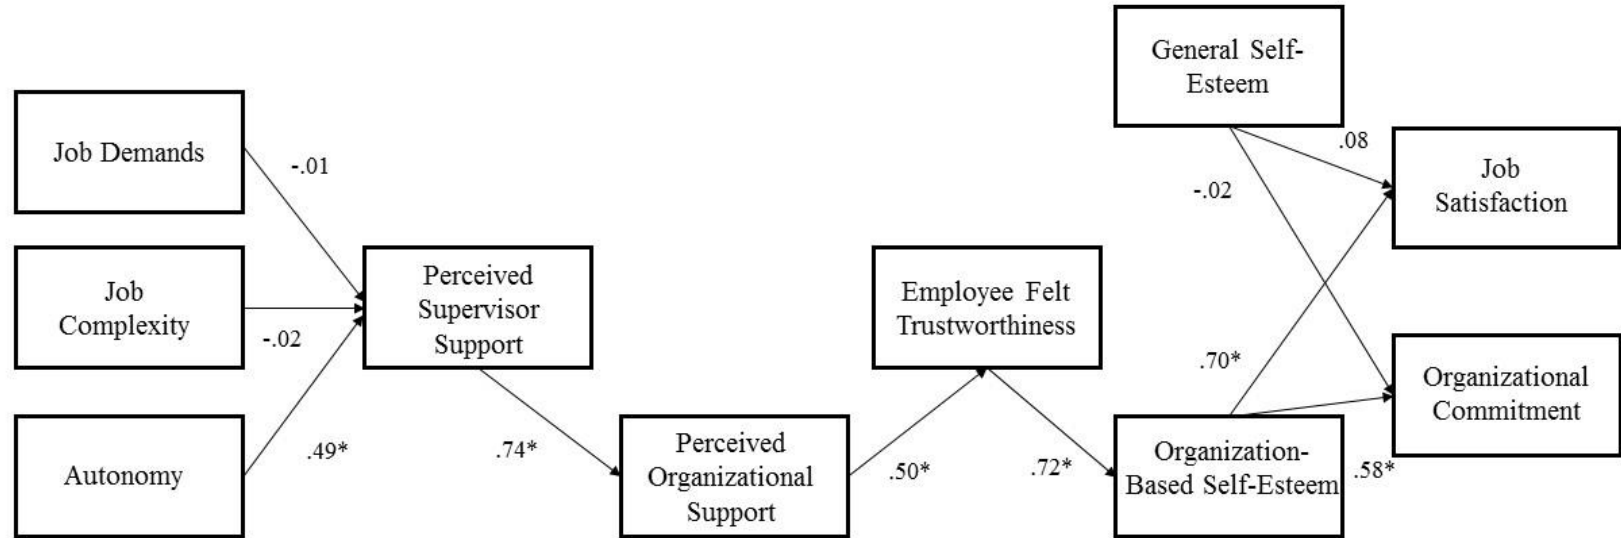 General Self-
Esteem
Job Demands
-.01
.08
Job
Satisfaction
-.02
Job
Complexity
-.02
Perceived
Supervisor
Support
Employee Felt
Trustworthiness
.70*
Organizational
Commitment
Autonomy
.49*
.74*
Perceived
Organizational
Support
.50*
.72*
Organization-
Based Self-Esteem
.58*